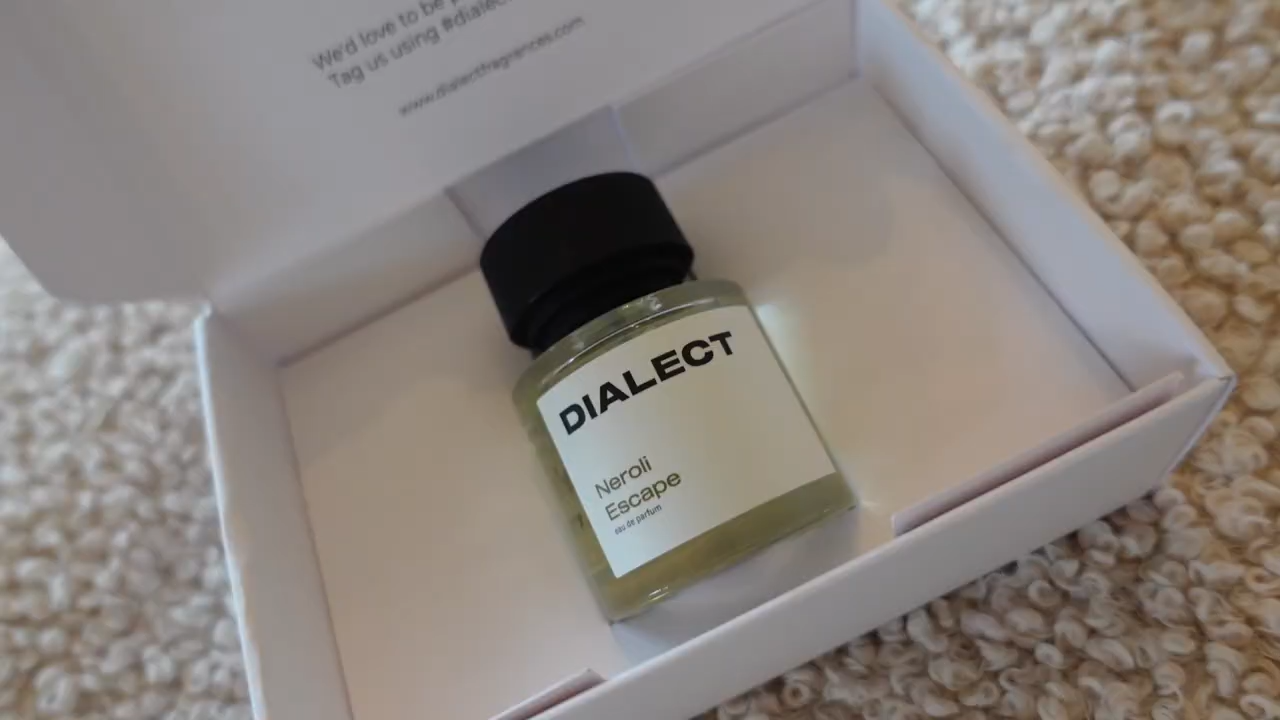 We'd love to be
Tag us using #dialect
www.dialectfragrances.com
DIALECT
Neroli
Escape
eau de parfum